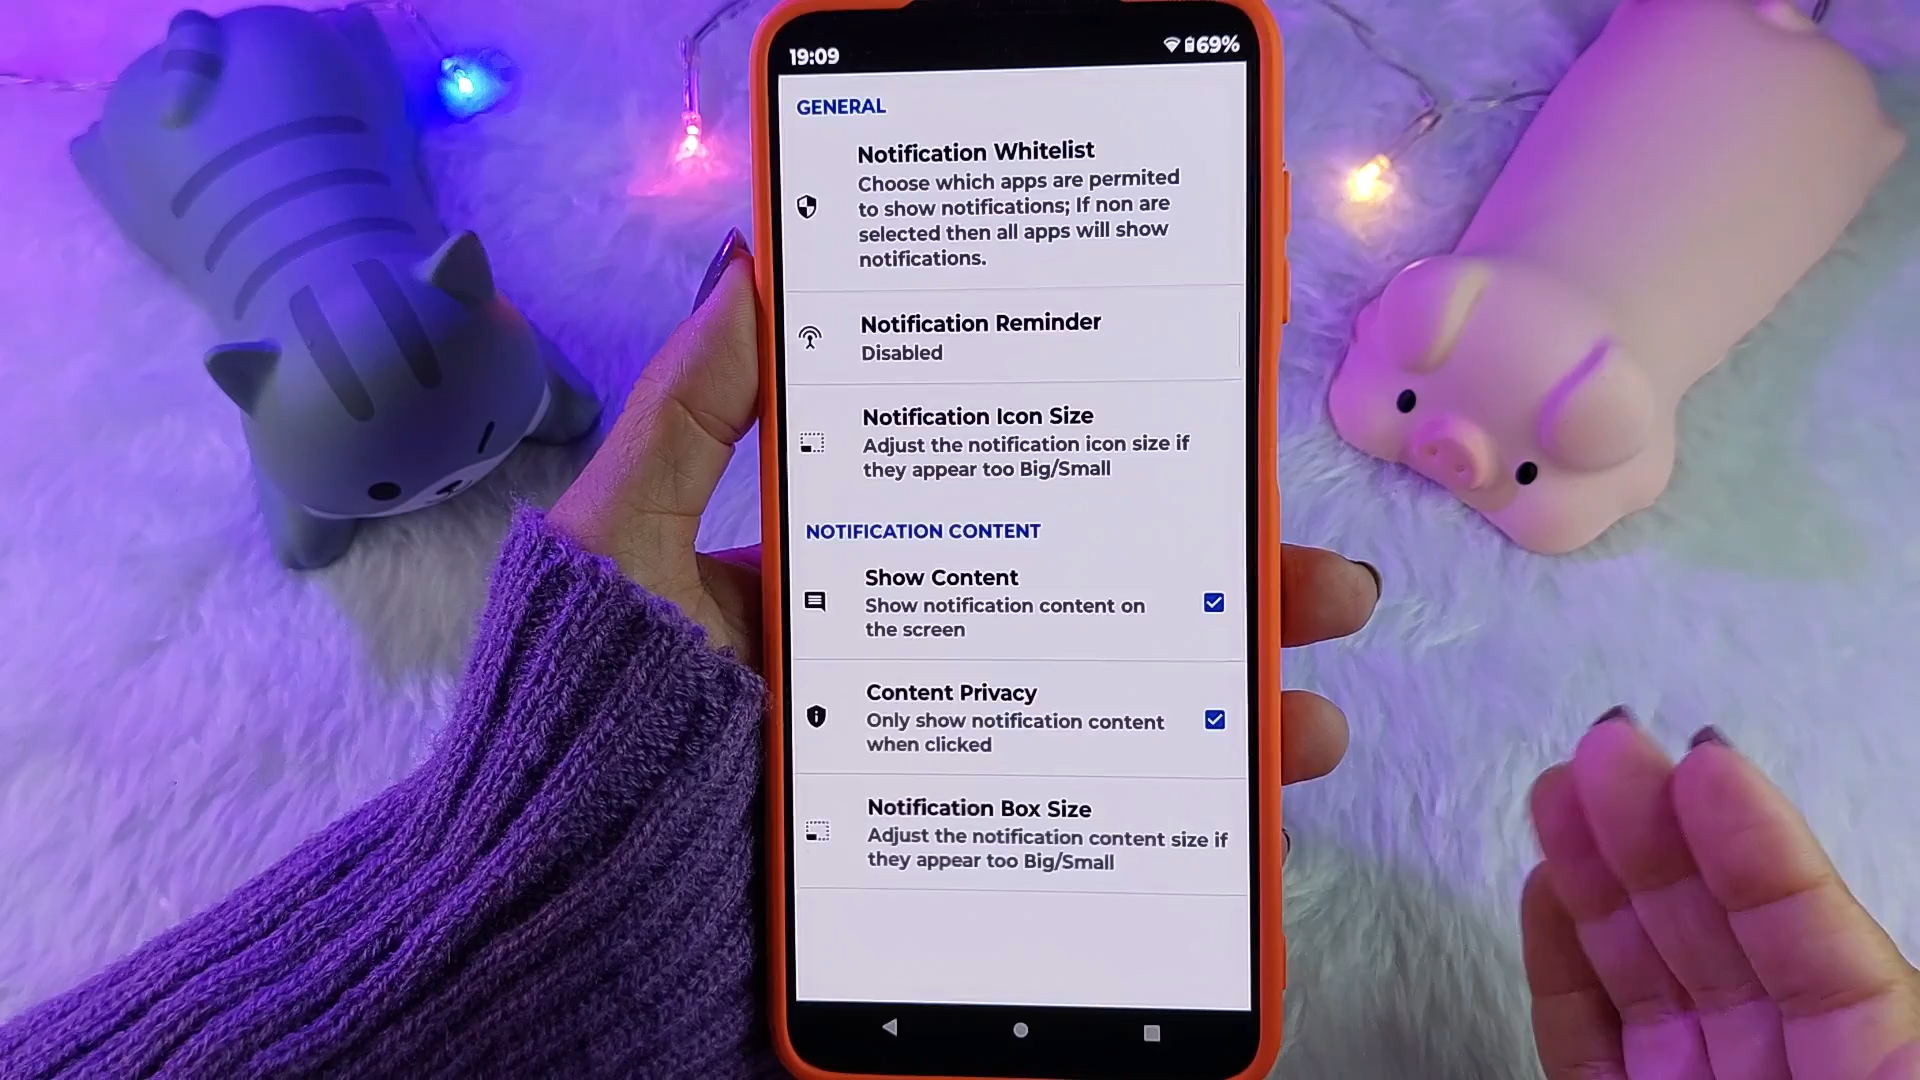 19:09
69%
GENERAL
Notification Whitelist
Choose which apps are permited
to show notifications; If non are
selected then all apps will show
notifications.
Notification Reminder
Disabled
Notification Icon Size
Adjust the notification icon size if
they appear too Big/Small
NOTIFICATION CONTENT
Show Content
Show notification content on
the screen
Content Privacy
Only show notification content
when clicked
Notification Box Size
Adjust the notification content size if
they appear too Big/Small